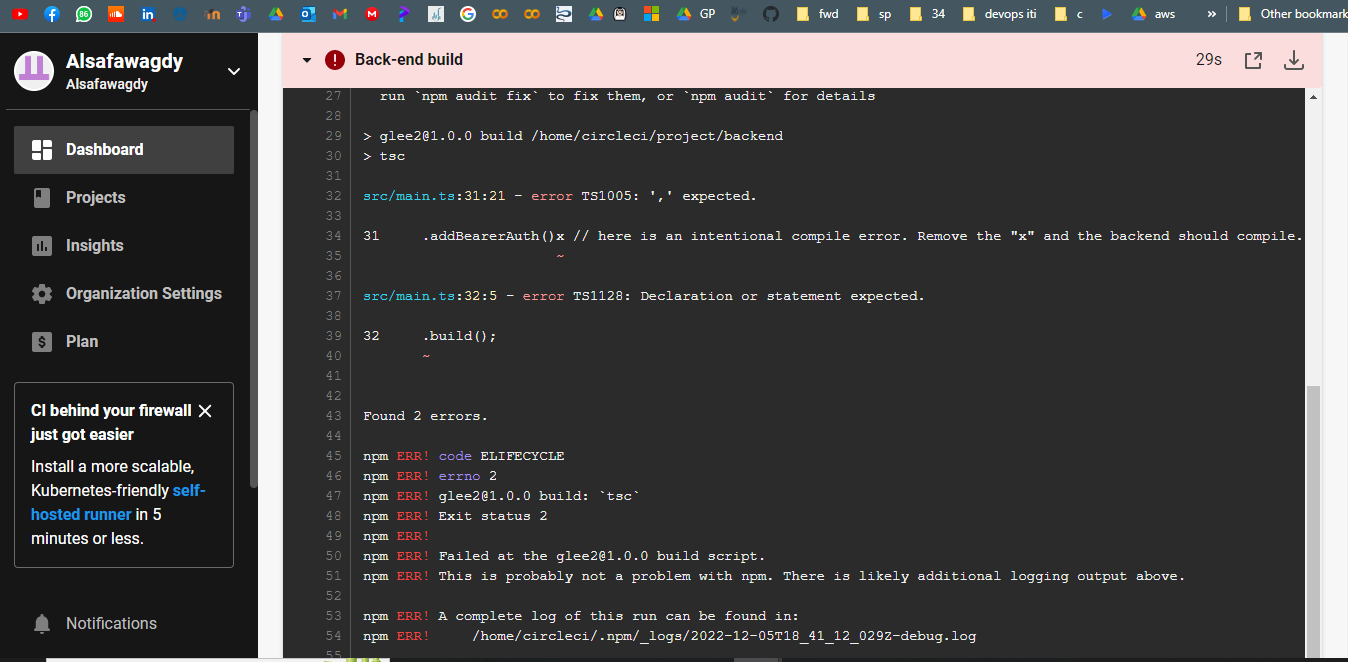 86
GP
fwd
sp
34
devops iti
c
aws
»
Other bookmark
Alsafawagdy
Alsafawagdy
Dashboard
Projects
Insights
Organization Settings
$ Plan
CI behind your firewall
just got easier
Install a more scalable,
Kubernetes-friendly self-
hosted runner in 5
minutes or less.
Notifications
! Back-end build 29s
27 run `npm audit fix` to fix them, or `npm audit` for details
28
29 > glee2@1.0.0 build /home/circleci/project/backend
30 > tsc
31
32 src/main.ts:31:21 - error TS1005: ',' expected.
33
34 31 .addBearerAuth()x // here is an intentional compile error. Remove the "x" and the backend should compile.
35 ~
36
37 src/main.ts:32:5 - error TS1128: Declaration or statement expected.
38
39 32 .build();
40 ~
41
42
43 Found 2 errors.
44
45 npm ERR! code ELIFECYCLE
46 npm ERR! errno 2
47 npm ERR! glee2@1.0.0 build: `tsc`
48 npm ERR! Exit status 2
49 npm ERR!
50 npm ERR! Failed at the glee2@1.0.0 build script.
51 npm ERR! This is probably not a problem with npm. There is likely additional logging output above.
52
53 npm ERR! A complete log of this run can be found in:
54 npm ERR! /home/circleci/.npm/_logs/2022-12-05T18_41_12_029Z-debug.log
55